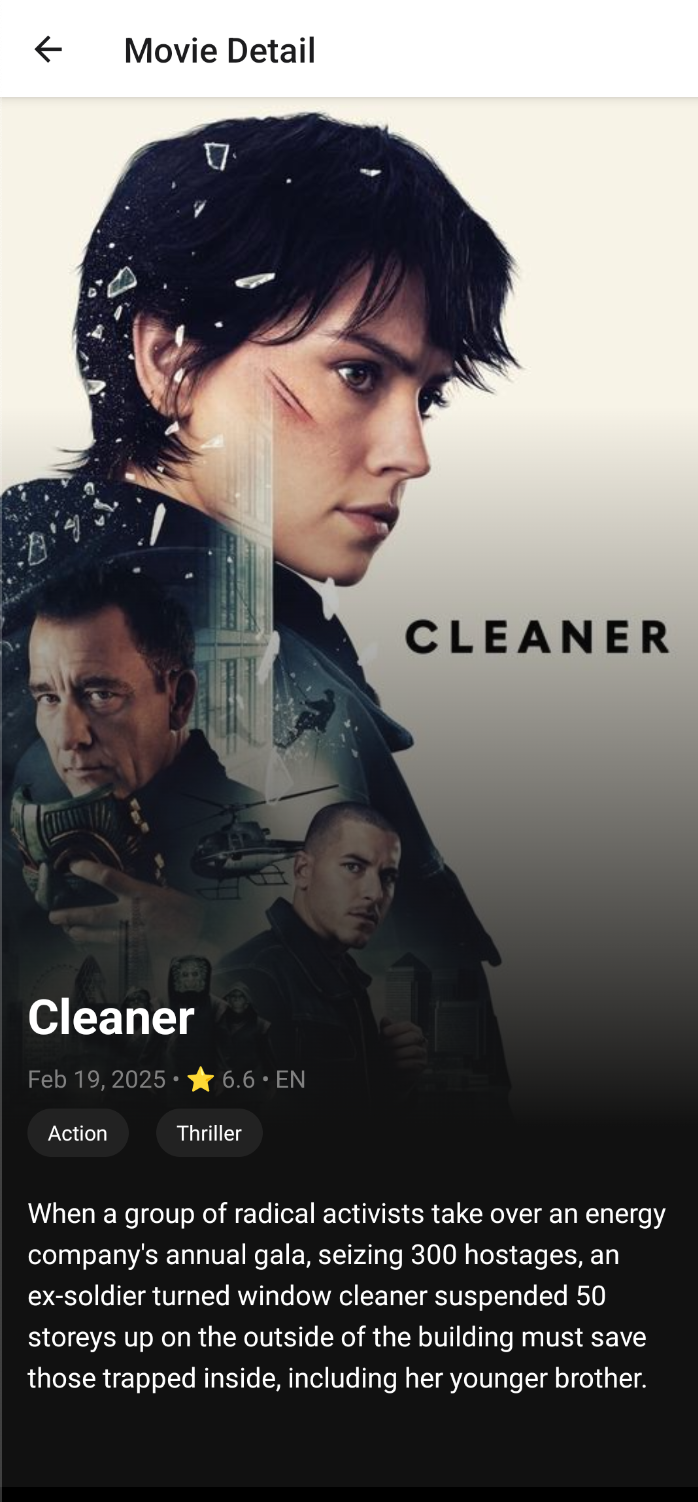 Movie Detail
CLEANER
Cleaner
Feb 19, 2025 • ⭐ 6.6 • EN
Action Thriller
When a group of radical activists take over an energy
company's annual gala, seizing 300 hostages, an
ex-soldier turned window cleaner suspended 50
storeys up on the outside of the building must save
those trapped inside, including her younger brother.